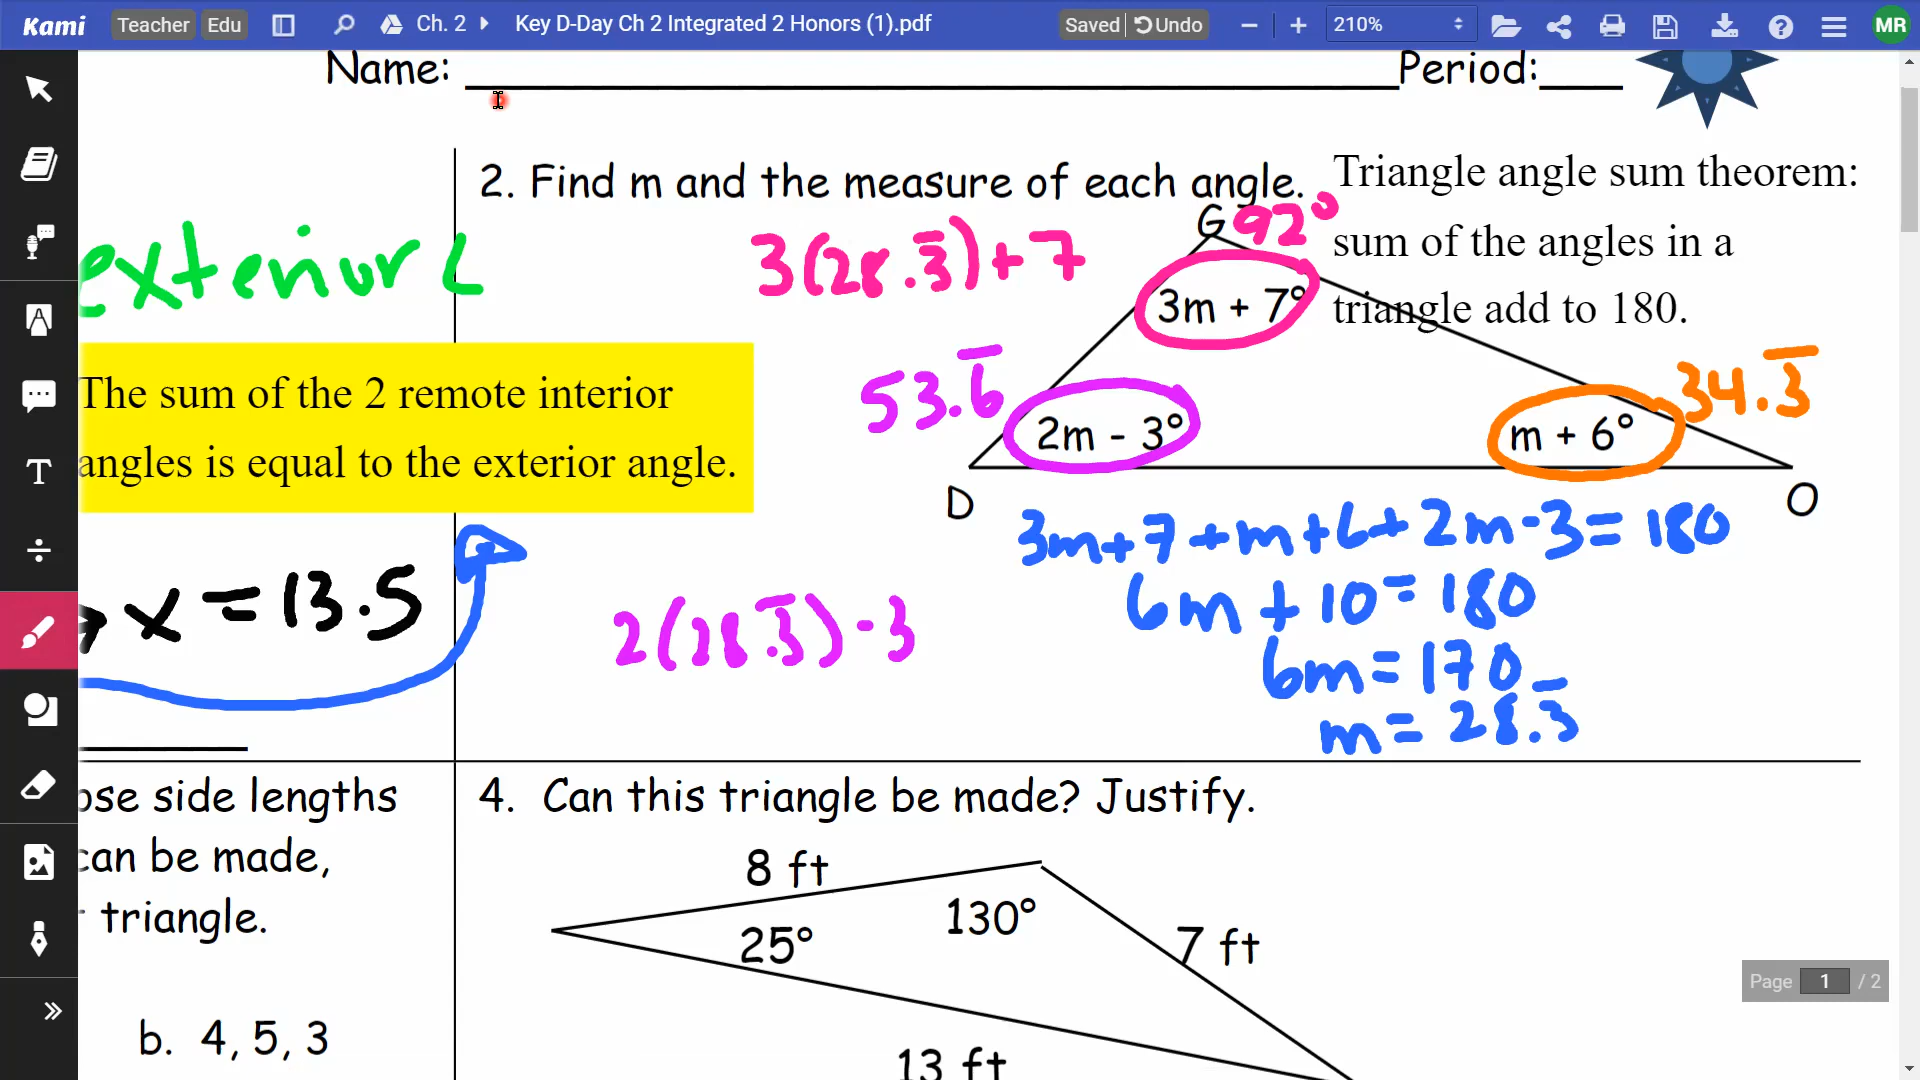 Kami Teacher Edu Ch. 2 Key D-Day Ch 2 Integrated 2 Honors (1).pdf Saved Undo 210% MR
Name: Period:
2. Find m and the measure of each angle.
Triangle angle sum theorem:
sum of the angles in a
triangle add to 180.
exterior
The sum of the 2 remote interior
angles is equal to the exterior angle.
x = 13.5
3(28.3̅) + 7
G 92°
3m + 7°
53.6̅
2m - 3°
m + 6°
34.3̅
D
O
3m+7+m+6+2m-3=180
6m + 10 = 180
6m = 170
m = 28.3̅
2(28.3̅) - 3
side lengths
can be made,
triangle.
b. 4, 5, 3
4. Can this triangle be made? Justify.
8 ft
130°
25°
7 ft
13 ft
Page 1 / 2